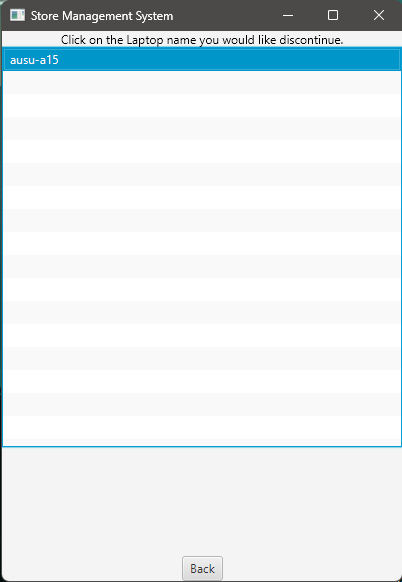 Store Management System
Click on the Laptop name you would like discontinue.
ausu-a15
Back